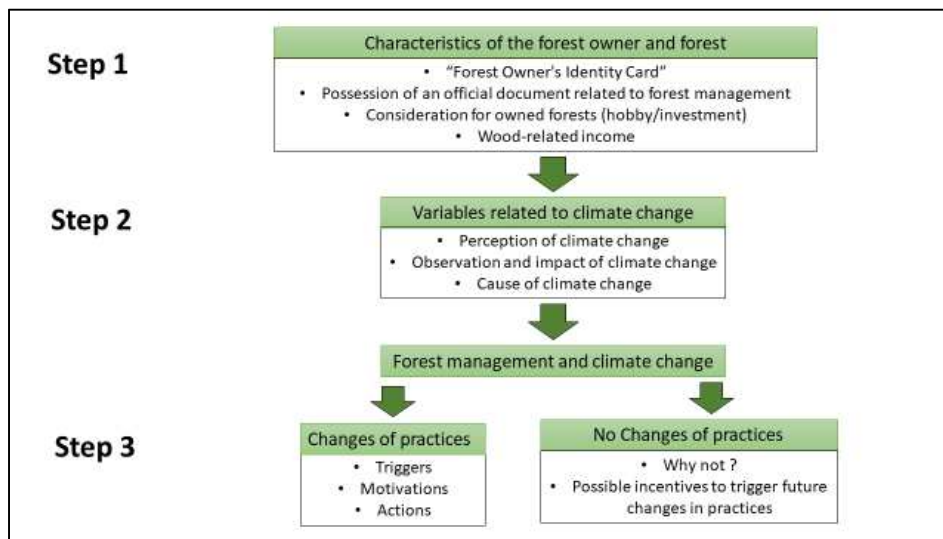 Step 1
Characteristics of the forest owner and forest
• “Forest Owner's Identity Card”
• Possession of an official document related to forest management
• Consideration for owned forests (hobby/investment)
• Wood-related income
Step 2
Variables related to climate change
• Perception of climate change
• Observation and impact of climate change
• Cause of climate change
Forest management and climate change
Step 3
Changes of practices
• Triggers
• Motivations
• Actions
No Changes of practices
• Why not ?
• Possible incentives to trigger future
changes in practices